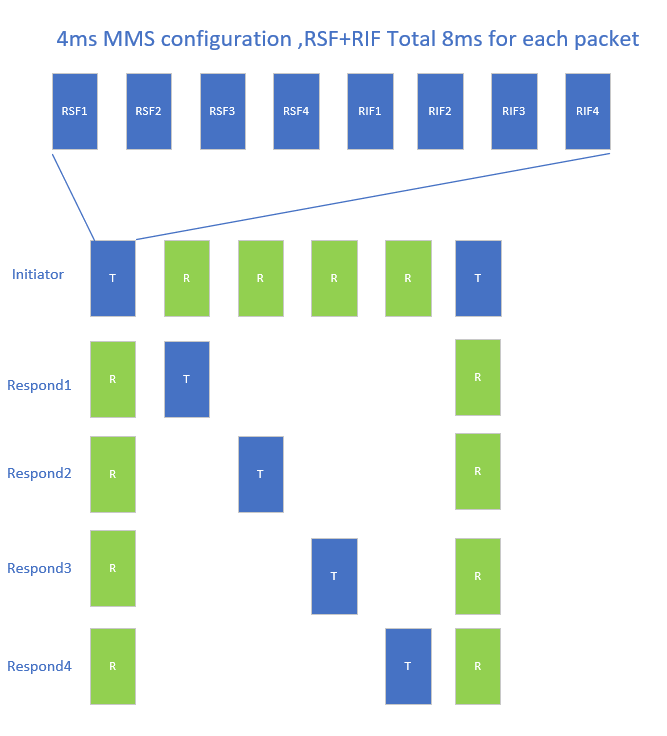 4ms MMS configuration ,RSF+RIF Total 8ms for each packet
RSF1 RSF2 RSF3 RSF4 RIF1 RIF2 RIF3 RIF4
Initiator T R R R R T
Respond1 R T R
Respond2 R T R
Respond3 R T R
Respond4 R T R